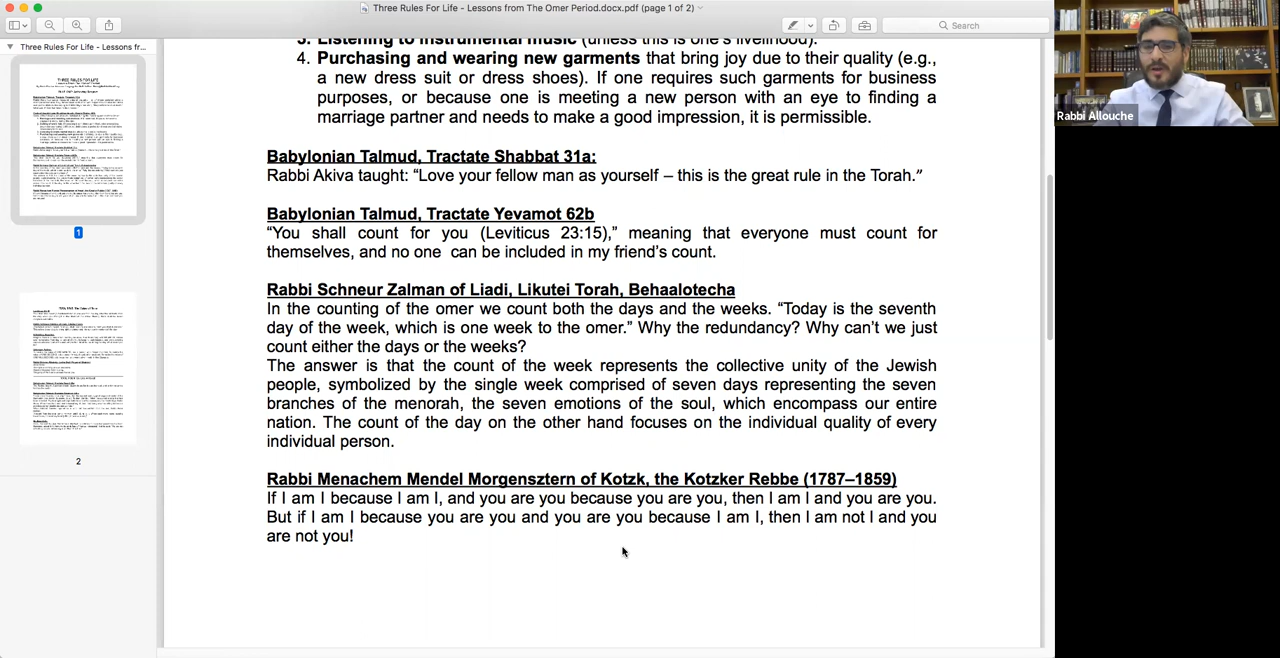 Three Rules For Life - Lessons from The Omer Period.docx.pdf (page 1 of 2)
Search
Three Rules For Life - Lessons fr...
Rabbi Allouche
1
2
3. Listening to instrumental music (unless this is one's livelihood).
4. Purchasing and wearing new garments that bring joy due to their quality (e.g.,
a new dress suit or dress shoes). If one requires such garments for business
purposes, or because one is meeting a new person with an eye to finding a
marriage partner and needs to make a good impression, it is permissible.
Babylonian Talmud, Tractate Shabbat 31a:
Rabbi Akiva taught: “Love your fellow man as yourself – this is the great rule in the Torah.”
Babylonian Talmud, Tractate Yevamot 62b
“You shall count for you (Leviticus 23:15),” meaning that everyone must count for
themselves, and no one can be included in my friend’s count.
Rabbi Schneur Zalman of Liadi, Likutei Torah, Behaalotecha
In the counting of the omer we count both the days and the weeks. “Today is the seventh
day of the week, which is one week to the omer.” Why the redundancy? Why can’t we just
count either the days or the weeks?
The answer is that the count of the week represents the collective unity of the Jewish
people, symbolized by the single week comprised of seven days representing the seven
branches of the menorah, the seven emotions of the soul, which encompass our entire
nation. The count of the day on the other hand focuses on the individual quality of every
individual person.
Rabbi Menachem Mendel Morgensztern of Kotzk, the Kotzker Rebbe (1787–1859)
If I am I because I am I, and you are you because you are you, then I am I and you are you.
But if I am I because you are you and you are you because I am I, then I am not I and you
are not you!